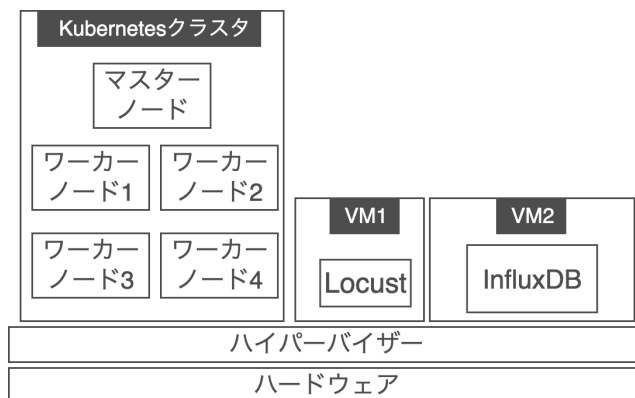 Kubernetesクラスタ
マスター
ノード
ワーカー
ノード1
ワーカー
ノード2
ワーカー
ノード3
ワーカー
ノード4
VM1
Locust
VM2
InfluxDB
ハイパーバイザー
ハードウェア